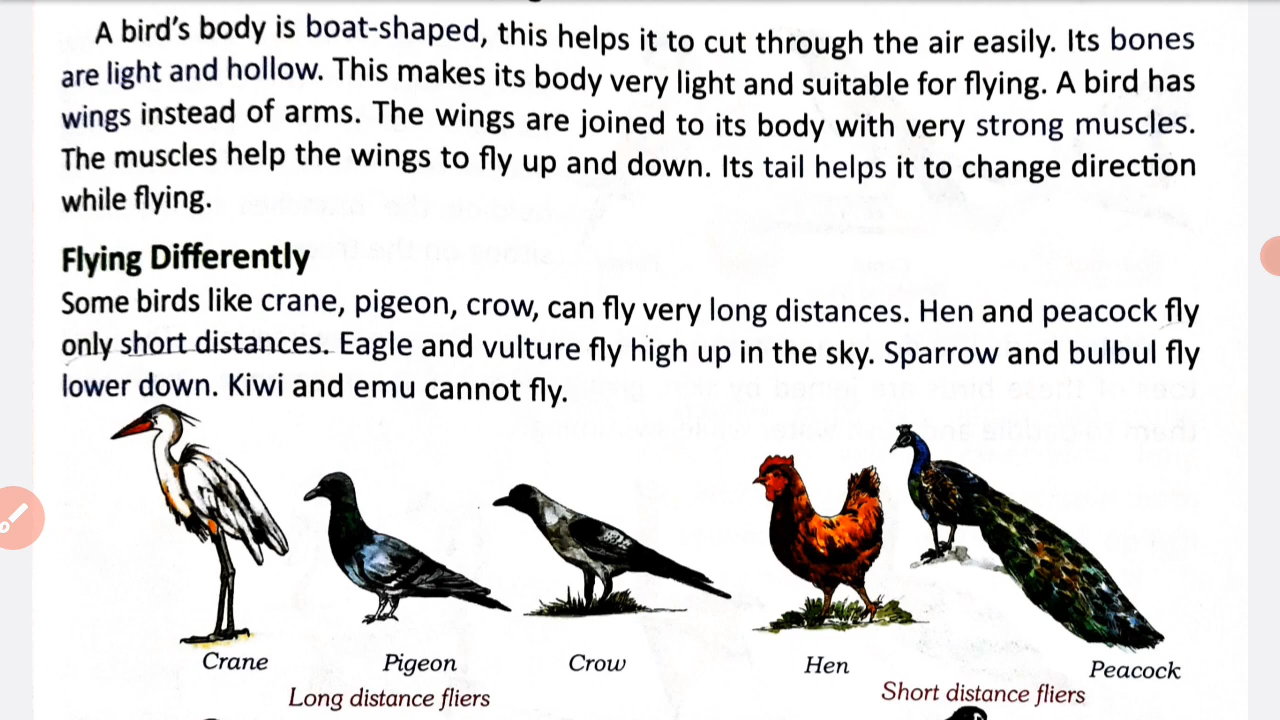 A bird's body is boat-shaped, this helps it to cut through the air easily. Its bones
are light and hollow. This makes its body very light and suitable for flying. A bird has
wings instead of arms. The wings are joined to its body with very strong muscles.
The muscles help the wings to fly up and down. Its tail helps it to change direction
while flying.
Flying Differently
Some birds like crane, pigeon, crow, can fly very long distances. Hen and peacock fly
only short distances. Eagle and vulture fly high up in the sky. Sparrow and bulbul fly
lower down. Kiwi and emu cannot fly.
Crane Pigeon Crow Hen Peacock
Long distance fliers Short distance fliers